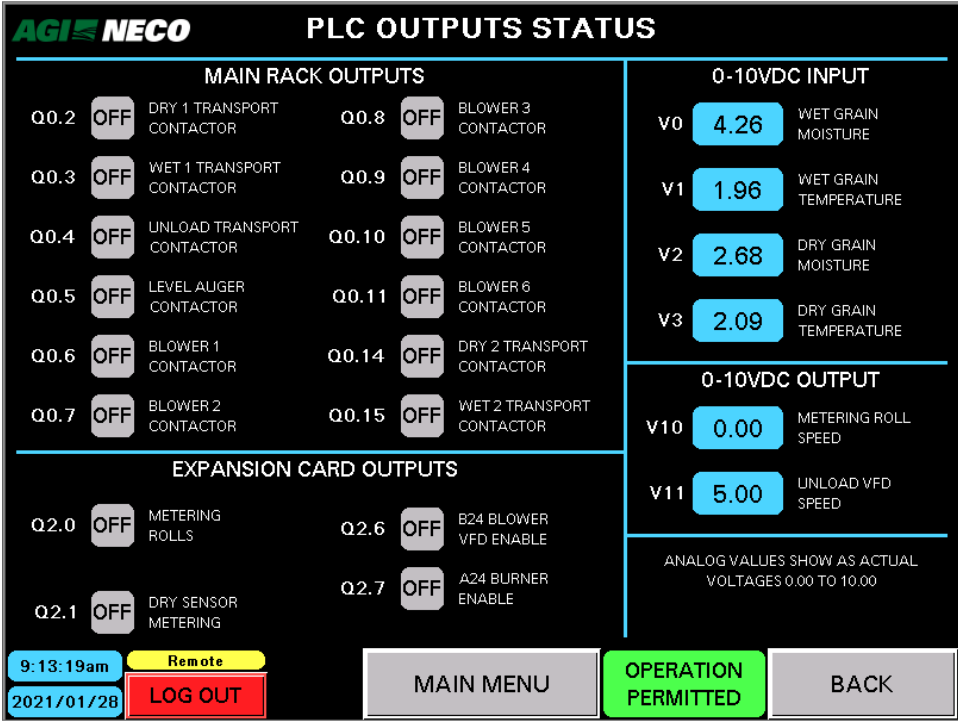 AGI NECO
PLC OUTPUTS STATUS
MAIN RACK OUTPUTS
Q0.2 OFF DRY 1 TRANSPORT
CONTACTOR
Q0.3 OFF WET 1 TRANSPORT
CONTACTOR
Q0.4 OFF UNLOAD TRANSPORT
CONTACTOR
Q0.5 OFF LEVEL AUGER
CONTACTOR
Q0.6 OFF BLOWER 1
CONTACTOR
Q0.7 OFF BLOWER 2
CONTACTOR
Q0.8 OFF BLOWER 3
CONTACTOR
Q0.9 OFF BLOWER 4
CONTACTOR
Q0.10 OFF BLOWER 5
CONTACTOR
Q0.11 OFF BLOWER 6
CONTACTOR
Q0.14 OFF DRY 2 TRANSPORT
CONTACTOR
Q0.15 OFF WET 2 TRANSPORT
CONTACTOR
EXPANSION CARD OUTPUTS
Q2.0 OFF METERING
ROLLS
Q2.1 OFF DRY SENSOR
METERING
Q2.6 OFF B24 BLOWER
VFD ENABLE
Q2.7 OFF A24 BURNER
ENABLE
0-10VDC INPUT
V0 4.26 WET GRAIN
MOISTURE
V1 1.96 WET GRAIN
TEMPERATURE
V2 2.68 DRY GRAIN
MOISTURE
V3 2.09 DRY GRAIN
TEMPERATURE
0-10VDC OUTPUT
V10 0.00 METERING ROLL
SPEED
V11 5.00 UNLOAD VFD
SPEED
ANALOG VALUES SHOW AS ACTUAL
VOLTAGES 0.00 TO 10.00
9:13:19am
2021/01/28
Remote
LOG OUT
MAIN MENU
OPERATION
PERMITTED
BACK